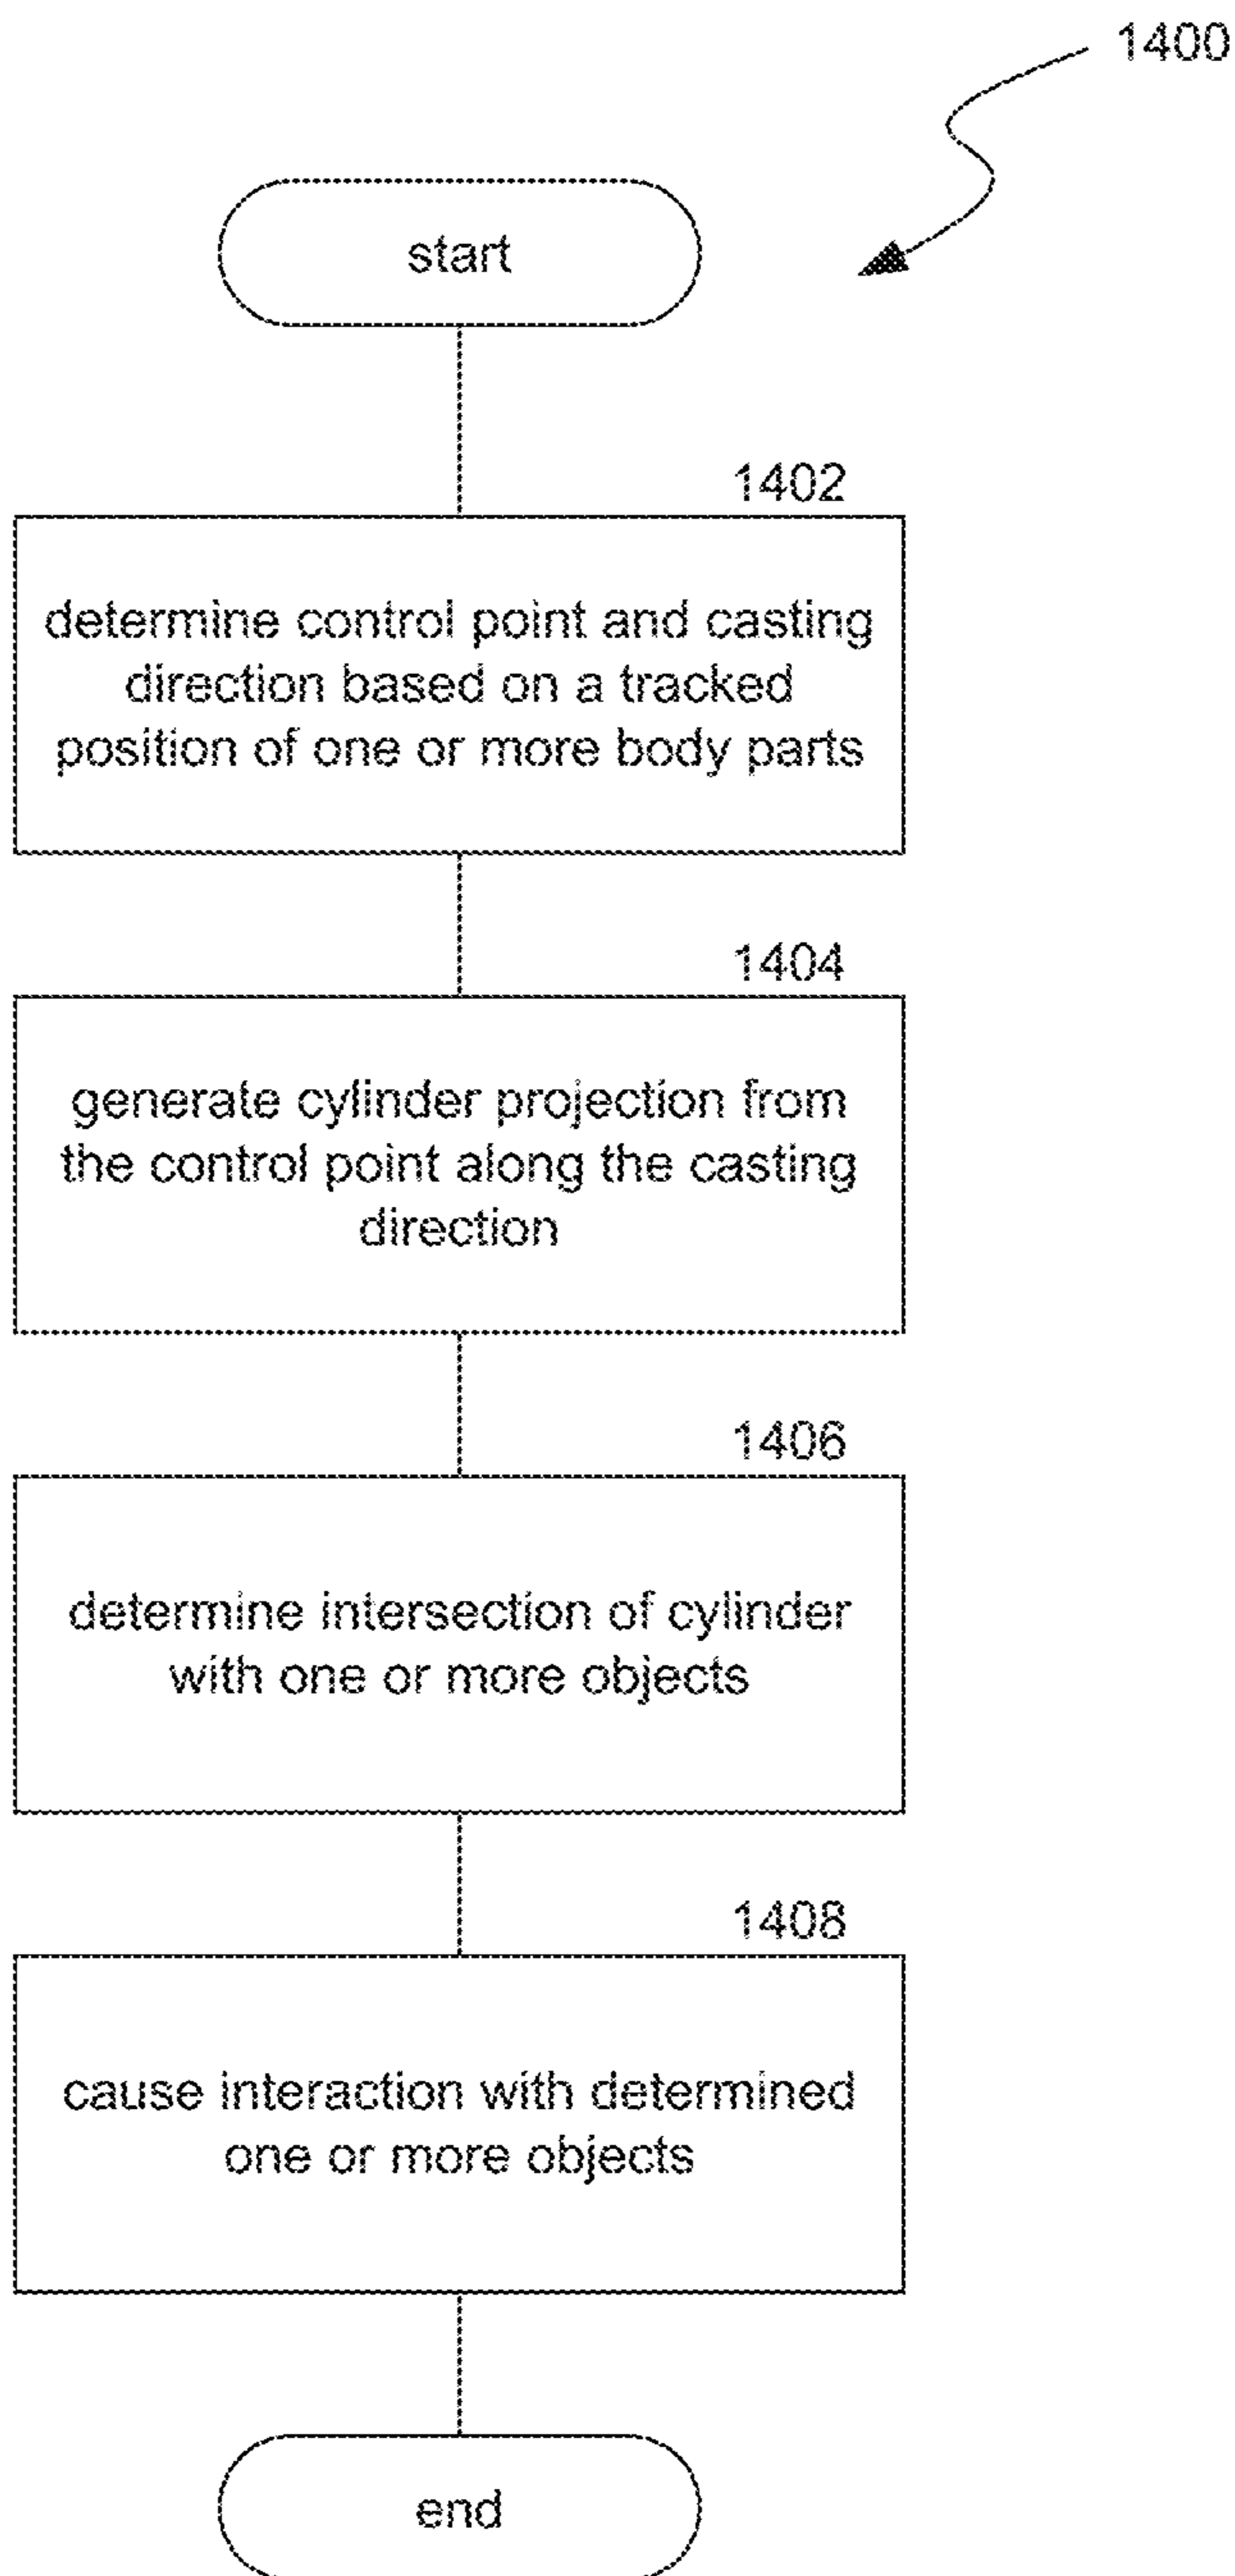 1400
start
1402
determine control point and casting
direction based on a tracked
position of one or more body parts
1404
generate cylinder projection from
the control point along the casting
direction
1406
determine intersection of cylinder
with one or more objects
1408
cause interaction with determined
one or more objects
end